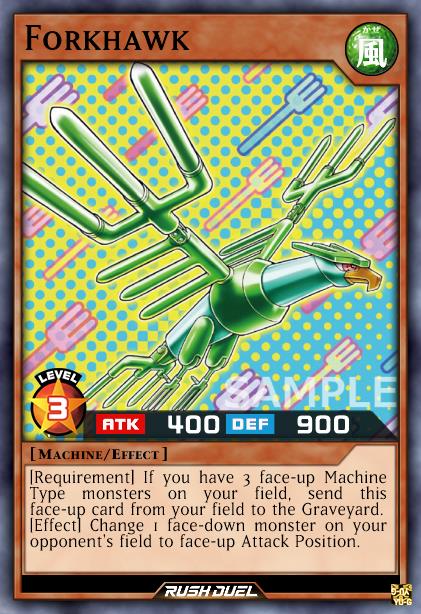 FORKHAWK
かぜ
風
SAMPLE
LEVEL
3
ATK 400 DEF 900
[MACHINE/EFFECT]
[Requirement] If you have 3 face-up Machine
Type monsters on your field, send this
face-up card from your field to the Graveyard.
[Effect] Change 1 face-down monster on your
opponent's field to face-up Attack Position.
RUSH DUEL